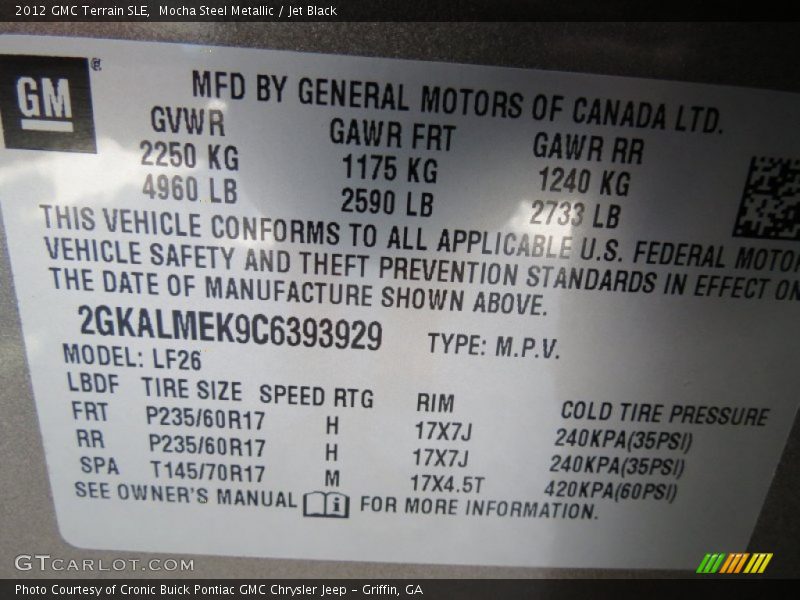 2012 GMC Terrain SLE, Mocha Steel Metallic / Jet Black
GM®
MFD BY GENERAL MOTORS OF CANADA LTD.
GVWR GAWR FRT GAWR RR
2250 KG 1175 KG 1240 KG
4960 LB 2590 LB 2733 LB
THIS VEHICLE CONFORMS TO ALL APPLICABLE U.S. FEDERAL MOTOR
VEHICLE SAFETY AND THEFT PREVENTION STANDARDS IN EFFECT ON
THE DATE OF MANUFACTURE SHOWN ABOVE.
2GKALMEK9C6393929 TYPE: M.P.V.
MODEL: LF26
LBDF TIRE SIZE SPEED RTG RIM COLD TIRE PRESSURE
FRT P235/60R17 H 17X7J 240KPA(35PSI)
RR P235/60R17 H 17X7J 240KPA(35PSI)
SPA T145/70R17 M 17X4.5T 420KPA(60PSI)
SEE OWNER'S MANUAL i FOR MORE INFORMATION.
GTCARLOT.COM
Photo Courtesy of Cronic Buick Pontiac GMC Chrysler Jeep - Griffin, GA